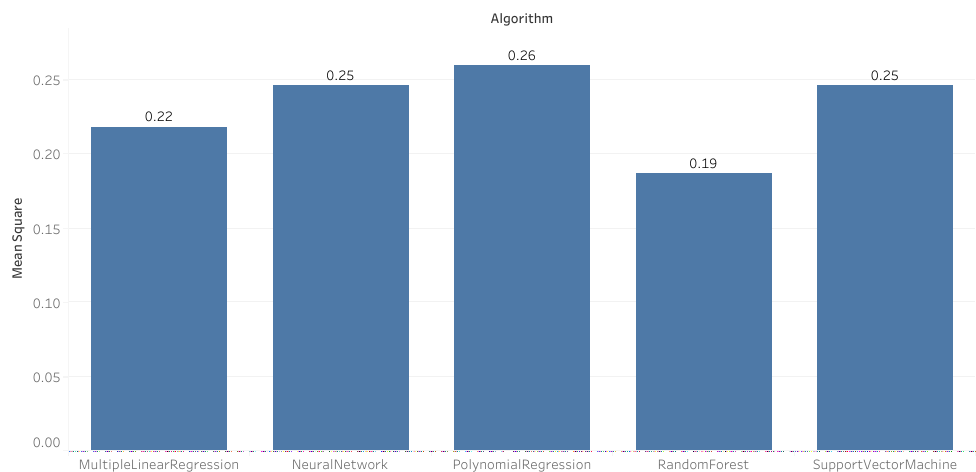 Algorithm
0.26
0.25
0.25
0.25
0.22
0.20
0.19
0.15
Mean Square
0.10
0.05
0.00
MultipleLinearRegression
NeuralNetwork
PolynomialRegression
RandomForest
SupportVectorMachine